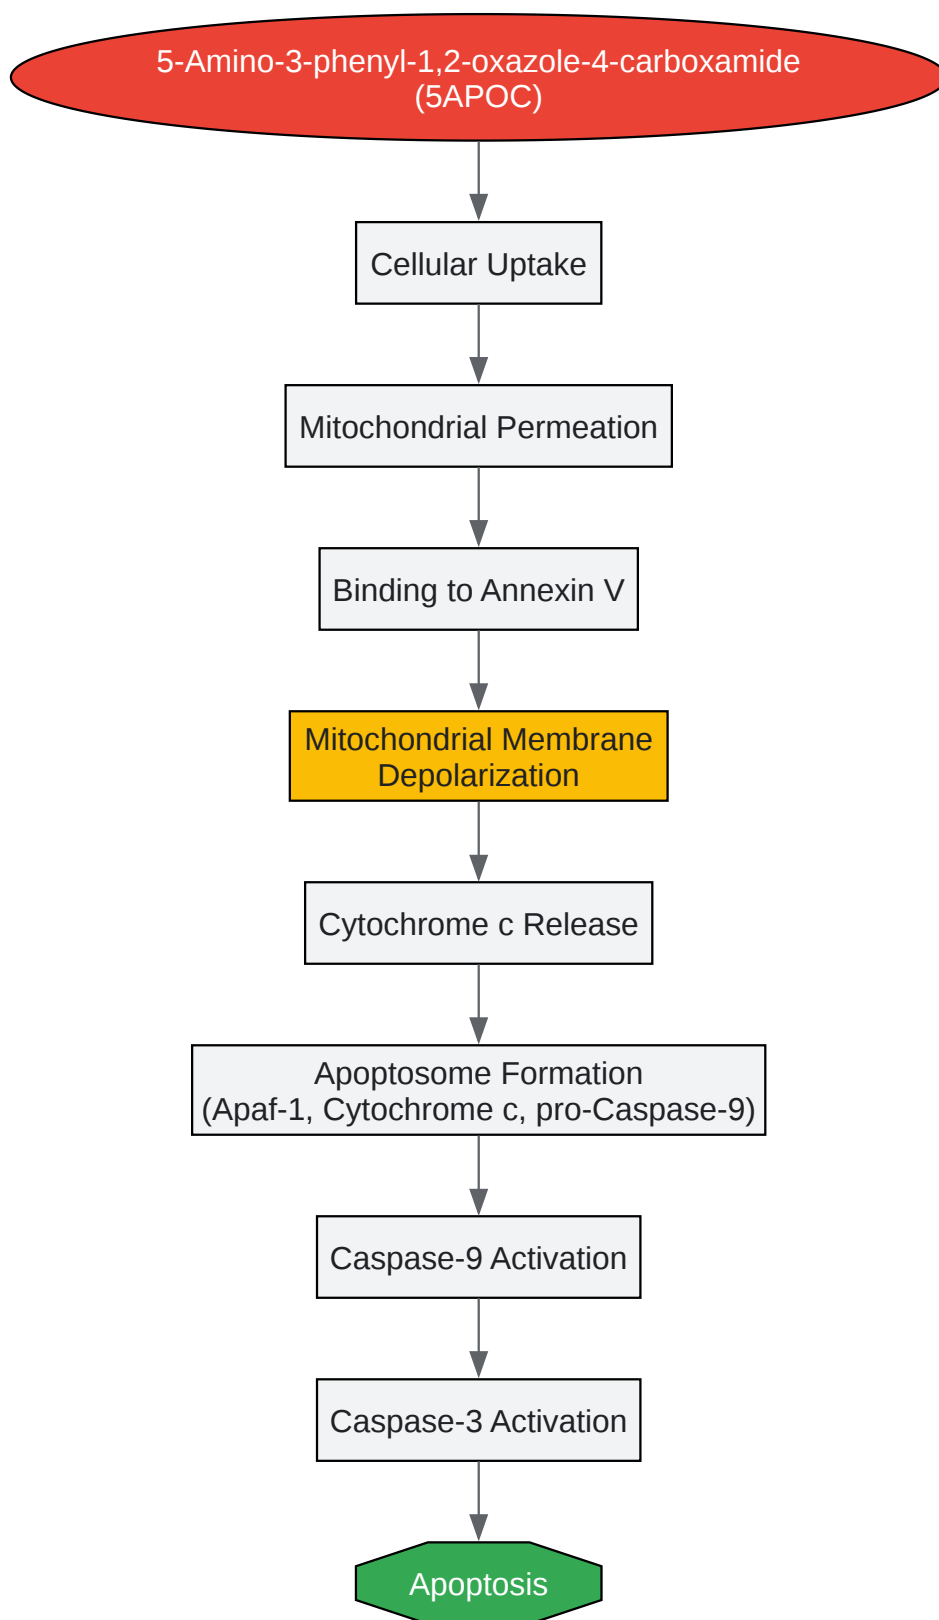 5-Amino-3-phenyl-1,2-oxazole-4-carboxamide
(5APOC)
Cellular Uptake
Mitochondrial Permeation
Binding to Annexin V
Mitochondrial Membrane
Depolarization
Cytochrome c Release
Apoptosome Formation
(Apaf-1, Cytochrome c, pro-Caspase-9)
Caspase-9 Activation
Caspase-3 Activation
Apoptosis